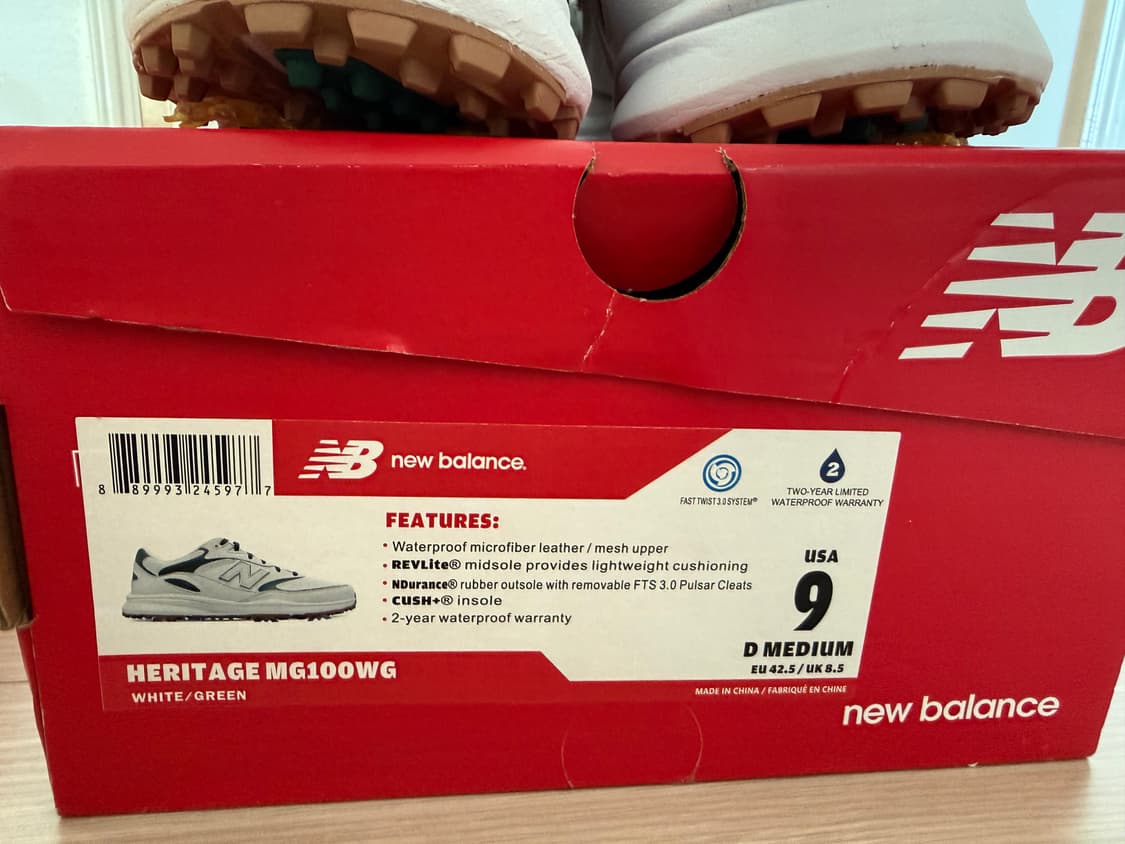 NB
8 89993 24597 7
NB new balance.
FAST TWIST 3.0 SYSTEM®
2
TWO-YEAR LIMITED
WATERPROOF WARRANTY
FEATURES:
• Waterproof microfiber leather / mesh upper
• REVLite® midsole provides lightweight cushioning
• NDurance® rubber outsole with removable FTS 3.0 Pulsar Cleats
• CUSH+® insole
• 2-year waterproof warranty
N
USA
9
D MEDIUM
EU 42.5 / UK 8.5
HERITAGE MG100WG
WHITE/GREEN
MADE IN CHINA / FABRIQUÉ EN CHINE
new balance